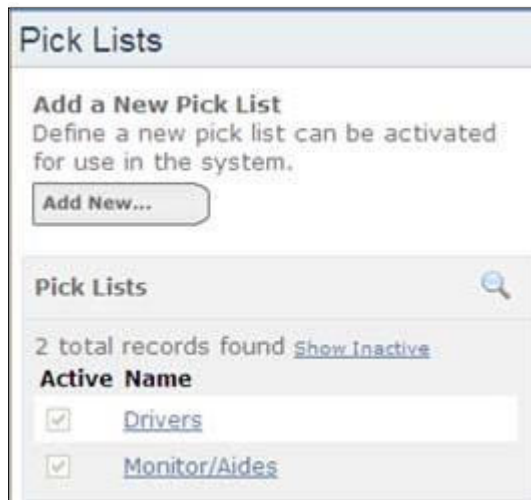 Pick Lists
Add a New Pick List
Define a new pick list can be activated
for use in the system.
Add New...
Pick Lists
2 total records found Show Inactive
Active Name
Drivers
Monitor/Aides